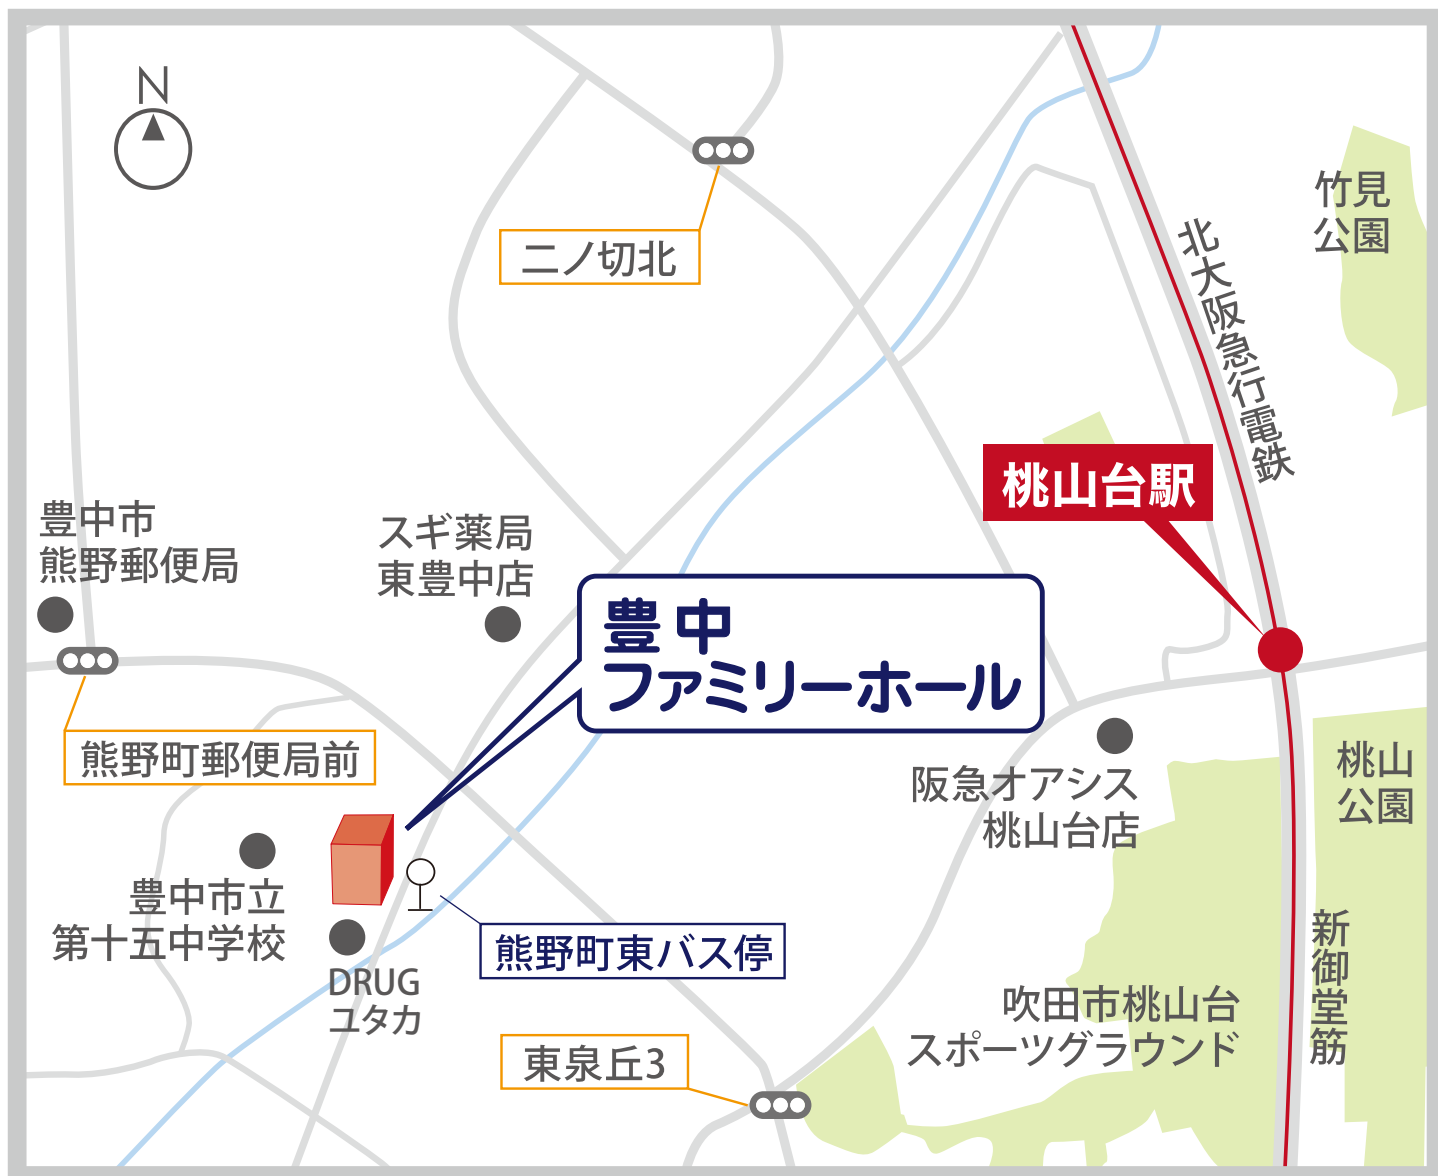 N
二ノ切北
竹見
公園
北大阪急行電鉄
桃山台駅
豊中市
熊野郵便局
スギ薬局
東豊中店
豊中
ファミリーホール
熊野町郵便局前
阪急オアシス
桃山台店
桃山
公園
豊中市立
第十五中学校
熊野町東バス停
DRUG
ユタカ
新御堂筋
吹田市桃山台
スポーツグラウンド
東泉丘3